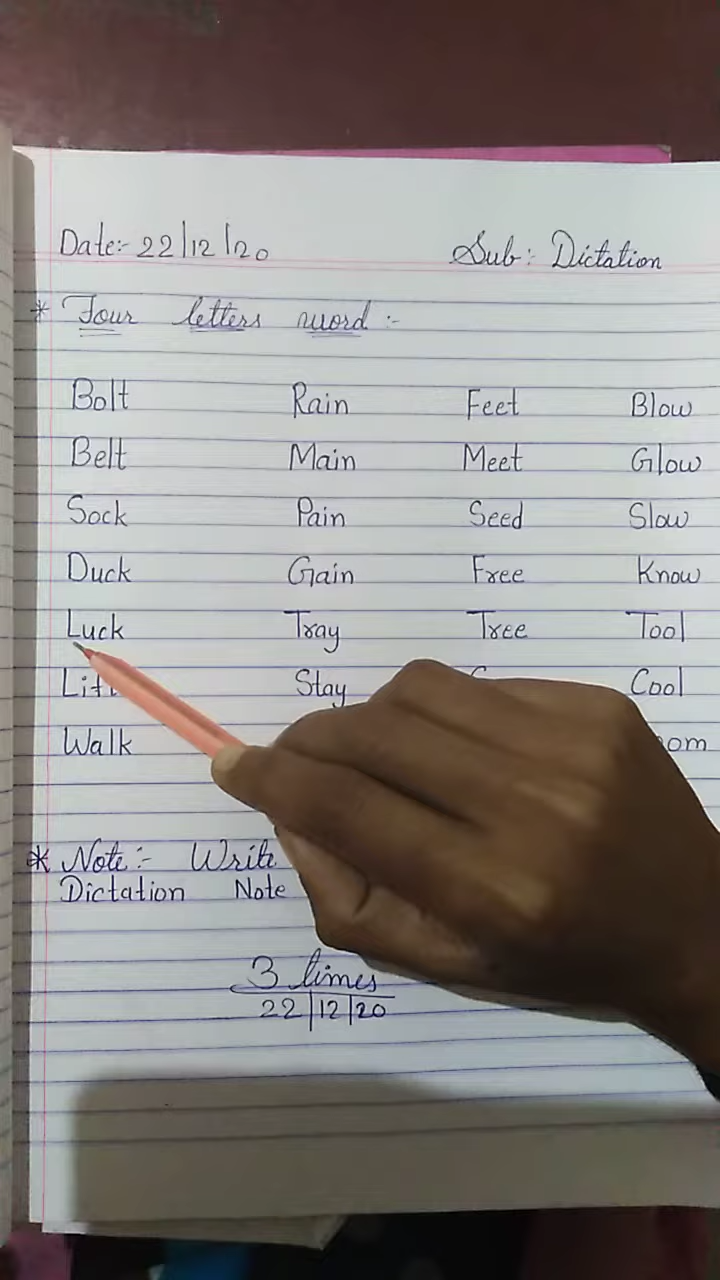 Date:- 22|12|20 Sub:- Dictation
* Four letters word :-
Bolt Rain Feet Blow
Belt Main Meet Glow
Sock Pain Seed Slow
Duck Gain Free Know
Luck Tray Tree Tool
Stay Cool
Walk
* Note:- Write
Dictation Note
3 times
22|12|20